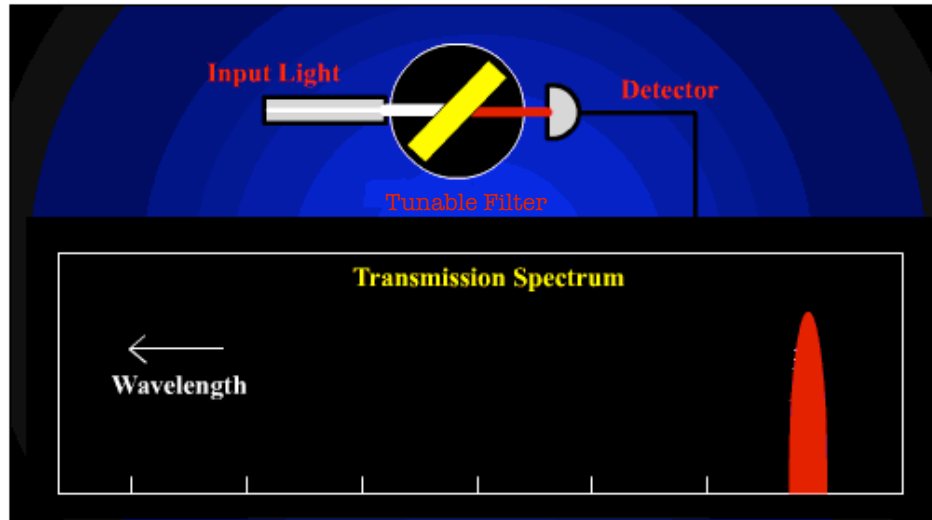 Input Light
Detector
Tunable Filter
Transmission Spectrum
Wavelength